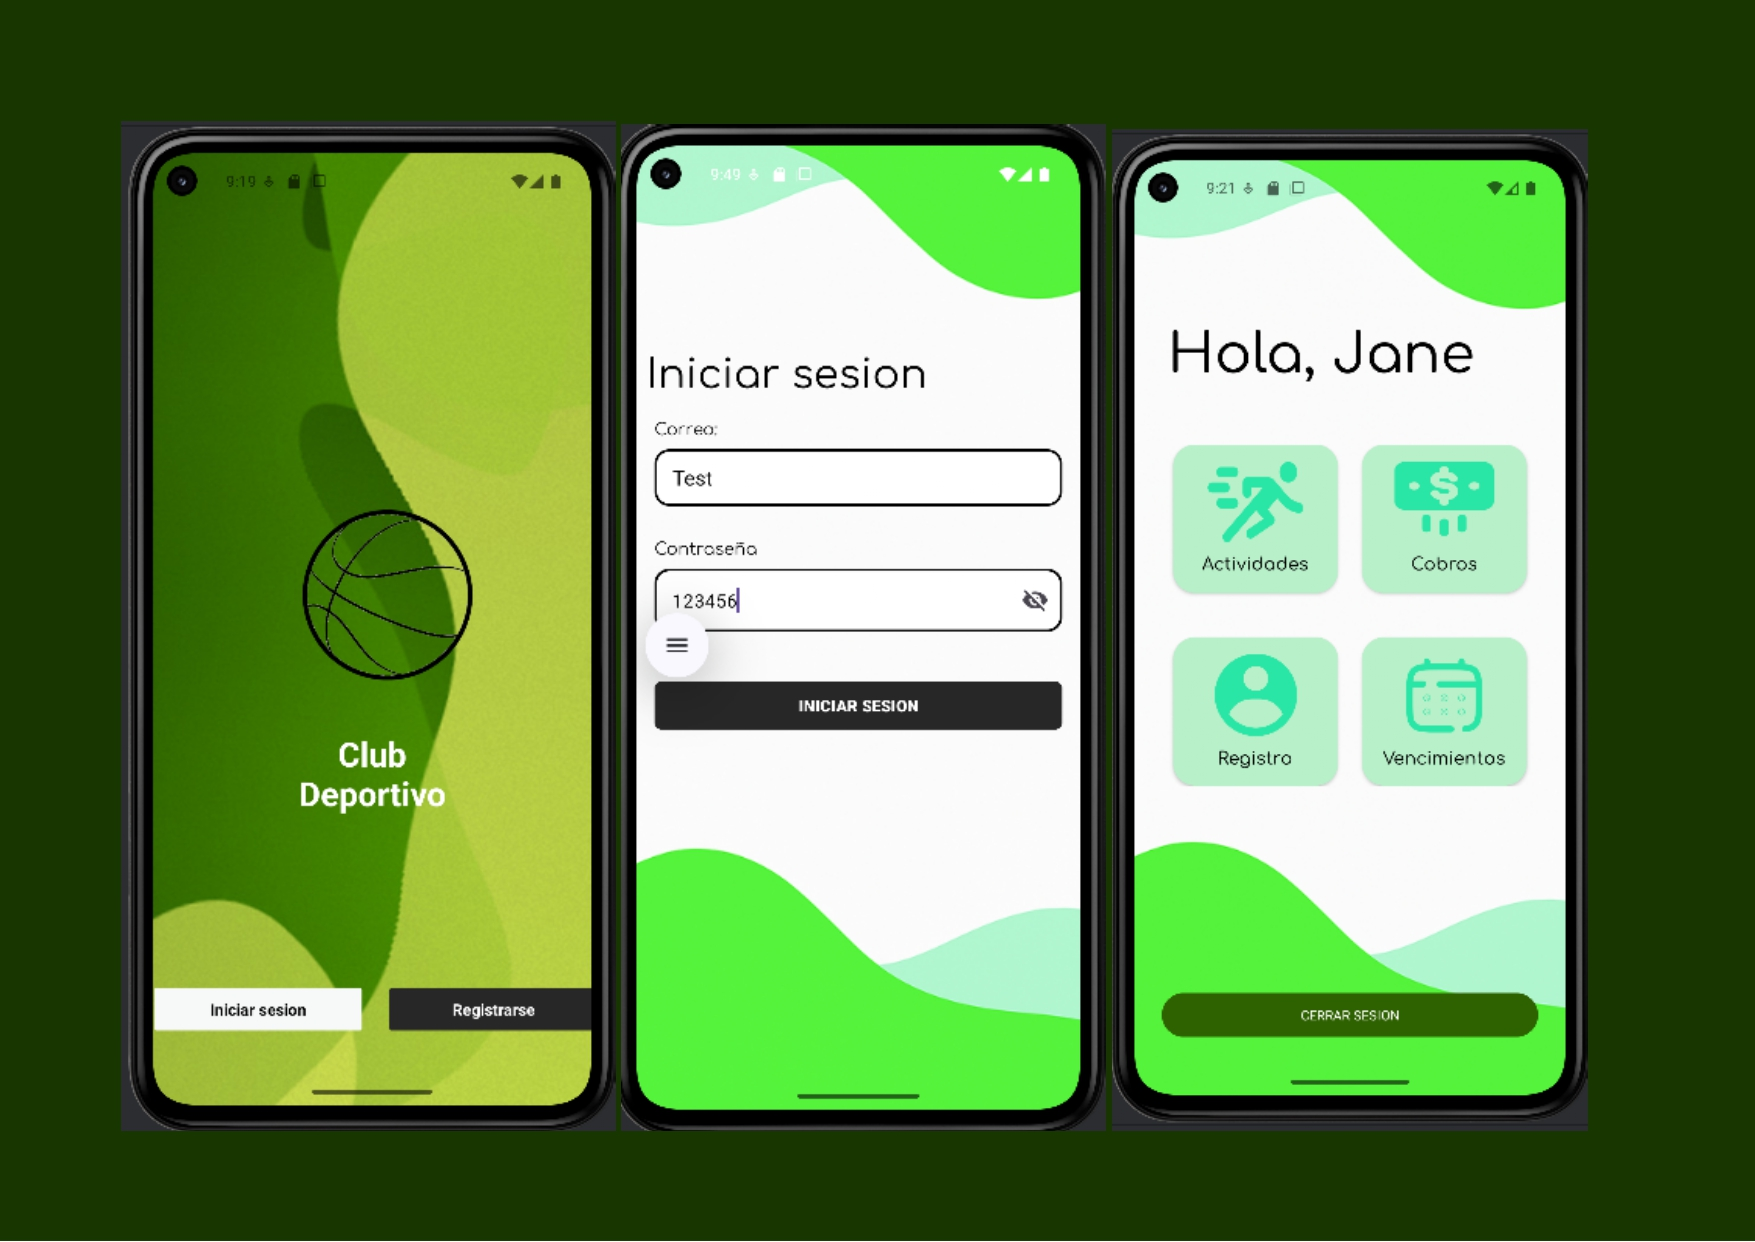 9:19
Club
Deportivo
Iniciar sesion
Registrarse
9:49
Iniciar sesion
Correo:
Test
Contraseña
123456
INICIAR SESION
9:21
Hola, Jane
Actividades
Cobros
Registro
Vencimientos
CERRAR SESION